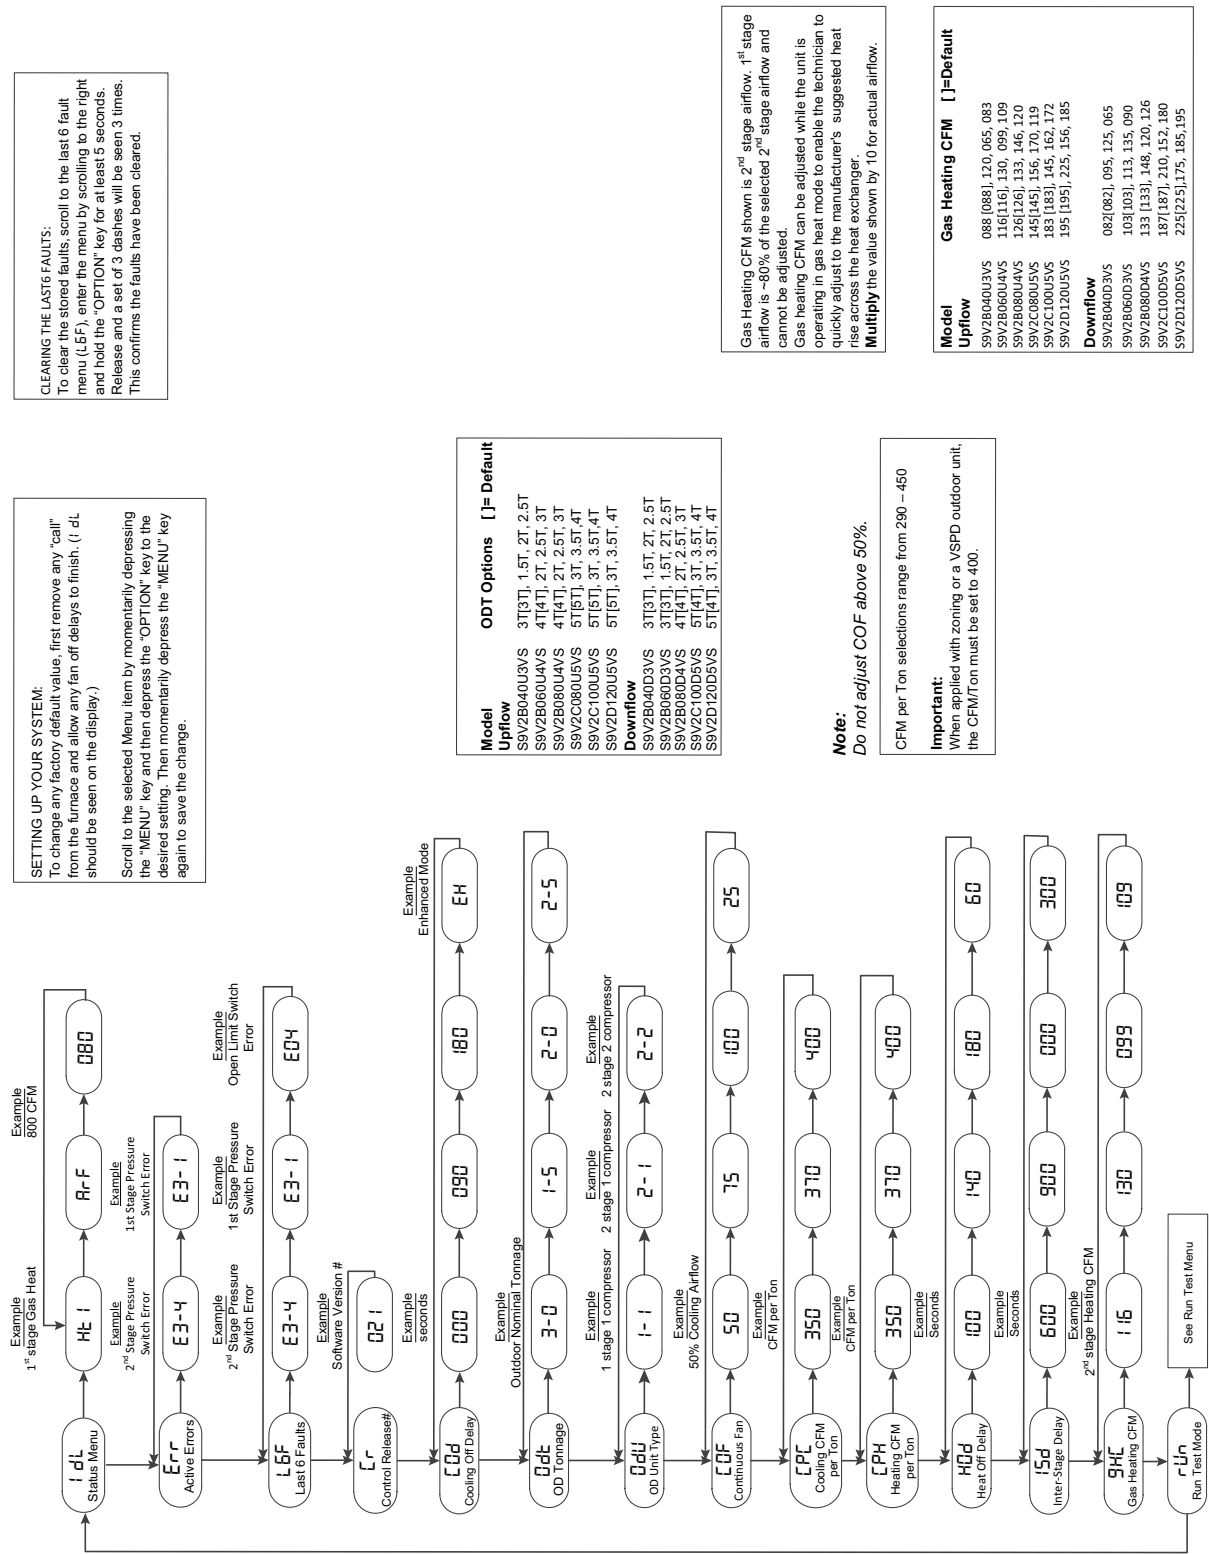 SETTING UP YOUR SYSTEM:
To change any factory default value, first remove any “call”
from the furnace and allow any fan off delays to finish. (IdL
should be seen on the display.)
Scroll to the selected Menu item by momentarily depressing
the “MENU” key and then depress the “OPTION” key to the
desired setting. Then momentarily depress the “MENU” key
again to save the change.
CLEARING THE LAST6 FAULTS:
To clear the stored faults, scroll to the last 6 fault
menu (L6F), enter the menu by scrolling to the right
and hold the “OPTION” key for at least 5 seconds.
Release and a set of 3 dashes will be seen 3 times.
This confirms the faults have been cleared.
IdL
Status Menu
Example
1st stage Gas Heat
Ht 1
ArF
Example
800 CFM
080
Err
Active Errors
Example
2nd Stage Pressure
Switch Error
E3-4
Example
1st Stage Pressure
Switch Error
E3-1
L6F
Last 6 Faults
Example
2nd Stage Pressure
Switch Error
E3-4
Example
1st Stage Pressure
Switch Error
E3-1
Example
Open Limit Switch
Error
E04
Cr
Control Release#
Example
Software Version #
02 1
C0d
Cooling Off Delay
Example
seconds
000
090
180
Example
Enhanced Mode
EH
0dt
OD Tonnage
Example
Outdoor Nominal Tonnage
3-0
1-5
2-0
2-5
0dU
OD Unit Type
Example
1 stage 1 compressor
1-1
Example
2 stage 1 compressor
2-1
Example
2 stage 2 compressor
2-2
C0F
Continuous Fan
Example
50% Cooling Airflow
50
75
100
25
CPC
Cooling CFM
per Ton
Example
CFM per Ton
350
370
400
CPH
Heating CFM
per Ton
Example
CFM per Ton
350
370
400
H0d
Heat Off Delay
Example
Seconds
100
140
180
60
ISd
Inter-Stage Delay
Example
Seconds
600
900
000
300
gHC
Gas Heating CFM
Example
2nd stage Heating CFM
116
130
099
109
rUn
Run Test Mode
See Run Test Menu
Model ODT Options [ ]= Default
Upflow
S9V2B040U3VS 3T[3T], 1.5T, 2T, 2.5T
S9V2B060U4VS 4T[4T], 2T, 2.5T, 3T
S9V2B080U4VS 4T[4T], 2T, 2.5T, 3T
S9V2C080U5VS 5T[5T], 3T, 3.5T,4T
S9V2C100U5VS 5T[5T], 3T, 3.5T,4T
S9V2D120U5VS 5T[5T], 3T, 3.5T, 4T
Downflow
S9V2B040D3VS 3T[3T], 1.5T, 2T, 2.5T
S9V2B060D3VS 3T[3T], 1.5T, 2T, 2.5T
S9V2B080D4VS 4T[4T], 2T, 2.5T, 3T
S9V2C100D5VS 5T[4T], 3T, 3.5T, 4T
S9V2D120D5VS 5T[4T], 3T, 3.5T, 4T
Note:
Do not adjust COF above 50%.
CFM per Ton selections range from 290 – 450
Important:
When applied with zoning or a VSPD outdoor unit,
the CFM/Ton must be set to 400.
Gas Heating CFM shown is 2nd stage airflow. 1st stage
airflow is ~80% of the selected 2nd stage airflow and
cannot be adjusted.
Gas heating CFM can be adjusted while the unit is
operating in gas heat mode to enable the technician to
quickly adjust to the manufacturer’s suggested heat
rise across the heat exchanger.
Multiply the value shown by 10 for actual airflow.
Model Gas Heating CFM [ ]=Default
Upflow
S9V2B040U3VS 088 [088], 120, 065, 083
S9V2B060U4VS 116[116], 130, 099, 109
S9V2B080U4VS 126[126], 133, 146, 120
S9V2C080U5VS 145[145], 156, 170, 119
S9V2C100U5VS 183 [183], 145, 162, 172
S9V2D120U5VS 195 [195], 225, 156, 185
Downflow
S9V2B040D3VS 082[082], 095, 125, 065
S9V2B060D3VS 103[103], 113, 135, 090
S9V2B080D4VS 133 [133], 148, 120, 126
S9V2C100D5VS 187[187], 210, 152, 180
S9V2D120D5VS 225[225],175, 185,195